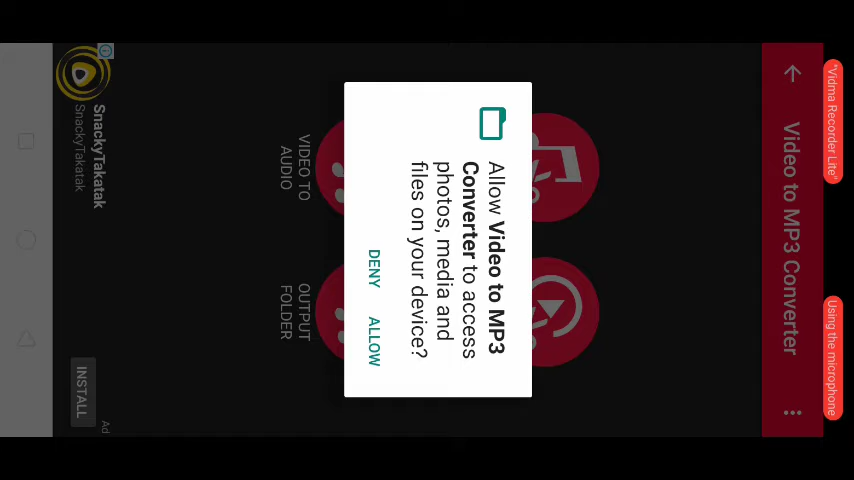 "Vidma Recorder Lite"
Using the microphone
Video to MP3 Converter
Allow Video to MP3
Converter to access
photos, media and
files on your device?
DENY ALLOW
VIDEO TO
AUDIO
OUTPUT
FOLDER
SnackyTakatak
SnackyTakatak
INSTALL
Ad